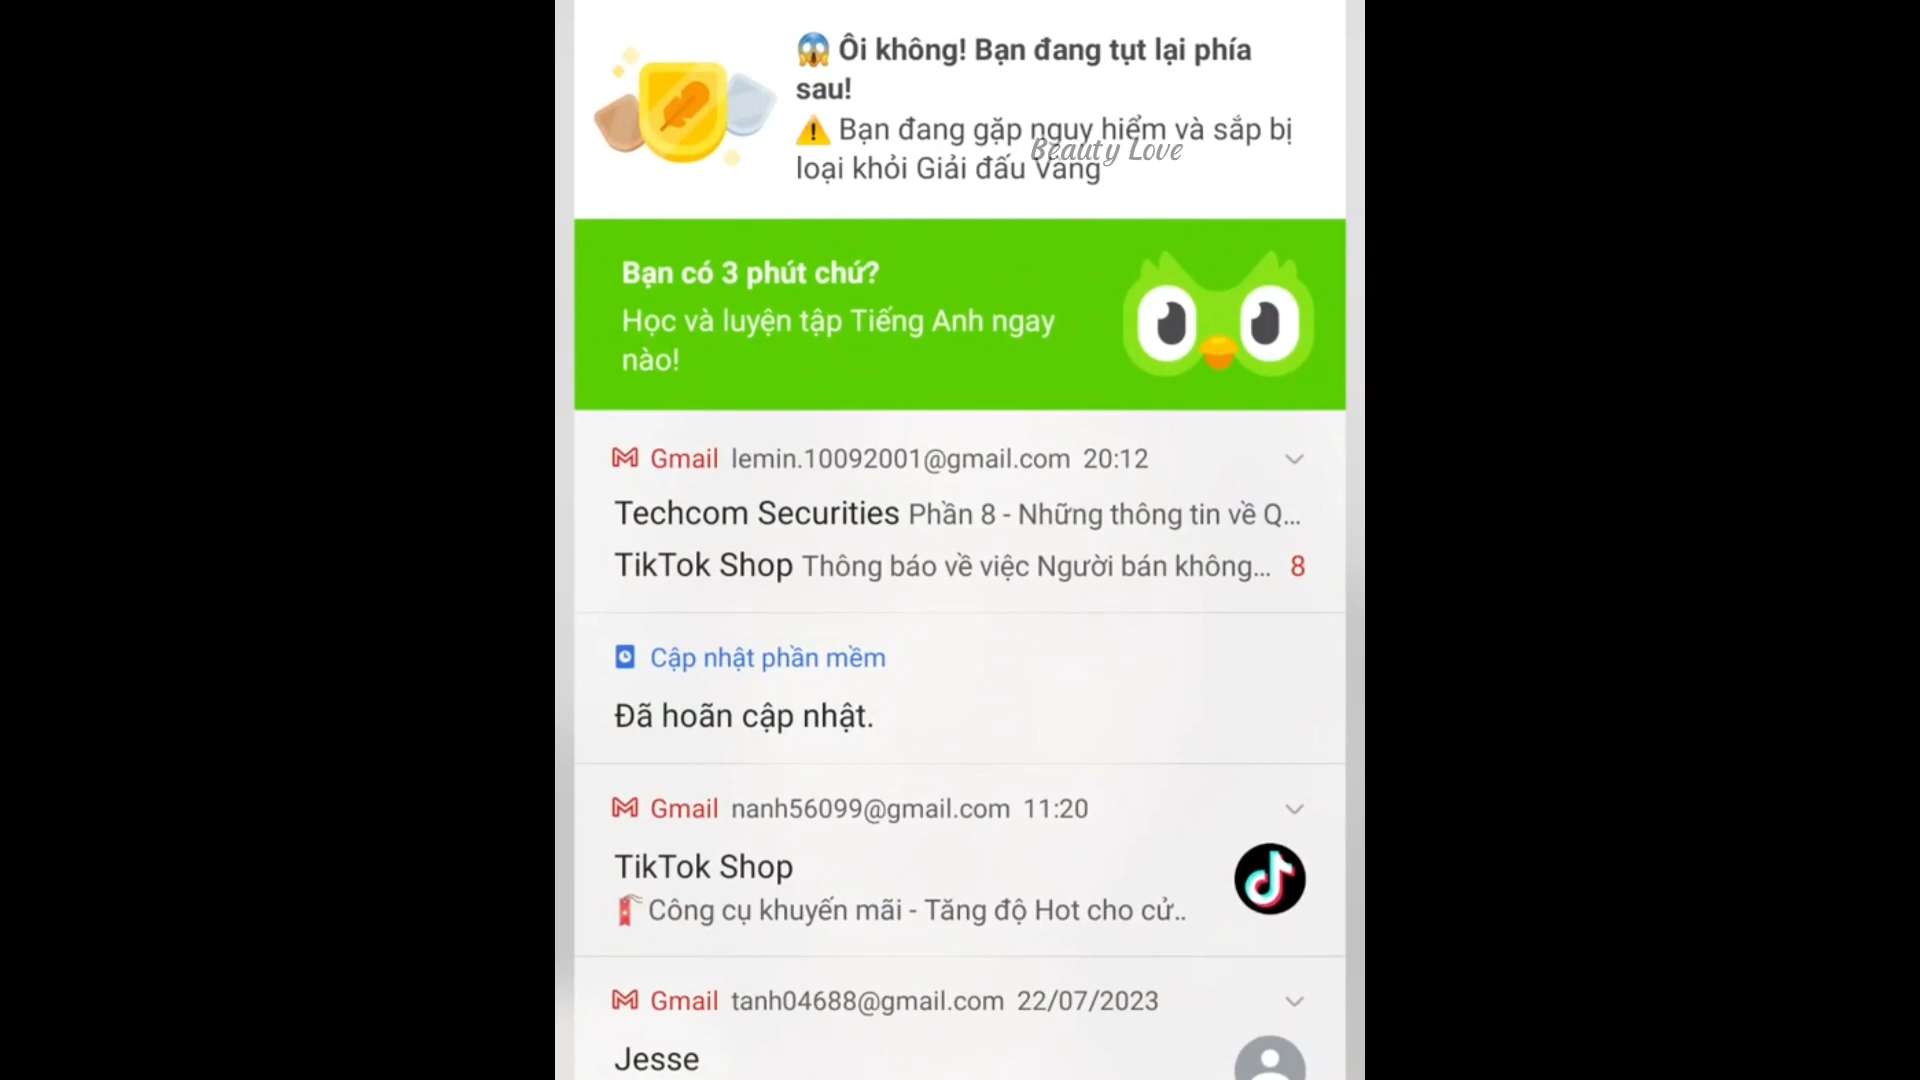 😱 Ôi không! Bạn đang tụt lại phía
sau!
⚠️ Bạn đang gặp nguy hiểm và sắp bị
Beauty Love
loại khỏi Giải đấu Vàng
Bạn có 3 phút chứ?
Học và luyện tập Tiếng Anh ngay
nào!
Gmail lemin.10092001@gmail.com 20:12
Techcom Securities Phần 8 - Những thông tin về Q...
TikTok Shop Thông báo về việc Người bán không... 8
Cập nhật phần mềm
Đã hoãn cập nhật.
Gmail nanh56099@gmail.com 11:20
TikTok Shop
🧨Công cụ khuyến mãi - Tăng độ Hot cho cử..
Gmail tanh04688@gmail.com 22/07/2023
Jesse